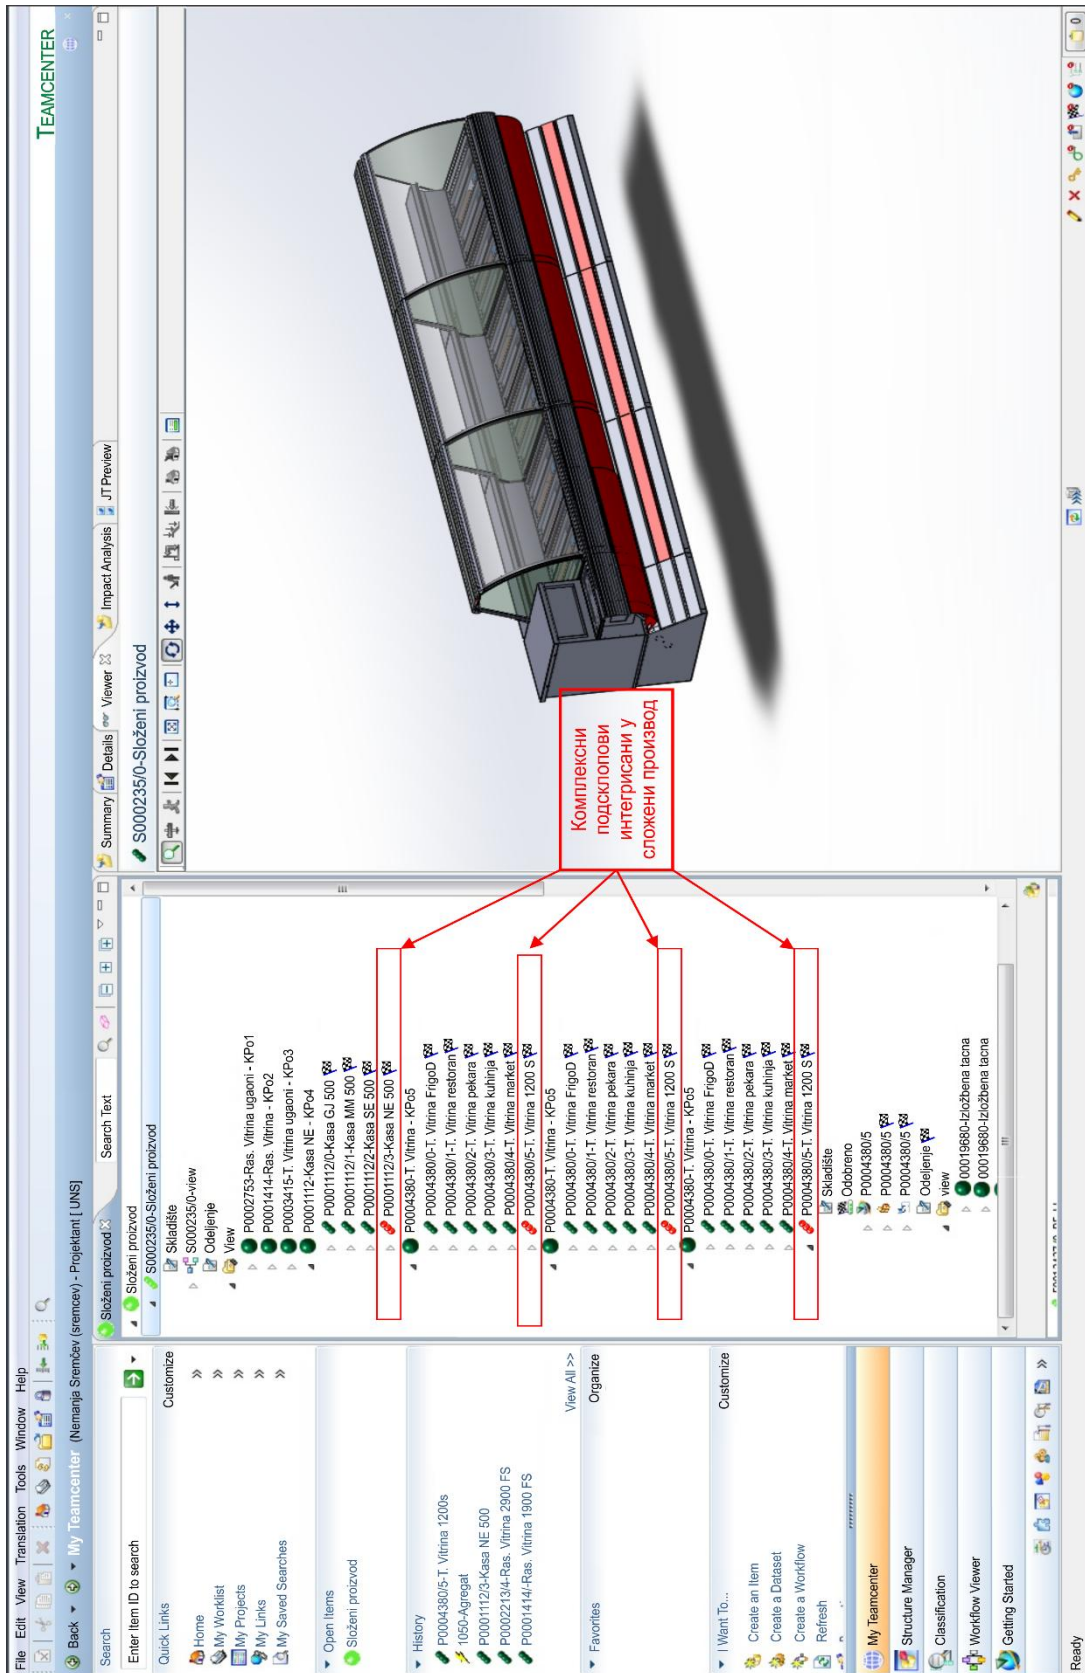 File Edit View Translation Tools Window Help
Back My Teamcenter (Nemanja Sremčev (sremcev) - Projektant [ UNS]
TEAMCENTER
Search
Enter Item ID to search
Quick Links Customize
Home
My Worklist
My Projects
My Links
My Saved Searches
Open Items
Složeni proizvod
History
P0004380/5-T. Vitrina 1200s
1050-Agregat
P0001112/3-Kasa NE 500
P0002213/4-Ras. Vitrina 2900 FS
P0001414/-Ras. Vitrina 1900 FS
View All >>
Favorites Organize
I Want To... Customize
Create an Item
Create a Dataset
Create a Workflow
Refresh
My Teamcenter
Structure Manager
Classification
Workflow Viewer
Getting Started
Ready
Složeni proizvod Search Text
Složeni proizvod
S000235/0-Složeni proizvod
Skladište
S000235/0-view
Odeljenje
View
P0002753-Ras. Vitrina ugaoni - KPo1
P0001414-Ras. Vitrina - KPo2
P0003415-T. Vitrina ugaoni - KPo3
P0001112-Kasa NE - KPo4
P0001112/0-Kasa GJ 500
P0001112/1-Kasa MM 500
P0001112/2-Kasa SE 500
P0001112/3-Kasa NE 500
P0004380-T. Vitrina - KPo5
P0004380/0-T. Vitrina FrigoD
P0004380/1-T. Vitrina restoran
P0004380/2-T. Vitrina pekara
P0004380/3-T. Vitrina kuhinja
P0004380/4-T. Vitrina market
P0004380/5-T. Vitrina 1200 S
P0004380-T. Vitrina - KPo5
P0004380/0-T. Vitrina FrigoD
P0004380/1-T. Vitrina restoran
P0004380/2-T. Vitrina pekara
P0004380/3-T. Vitrina kuhinja
P0004380/4-T. Vitrina market
P0004380/5-T. Vitrina 1200 S
P0004380-T. Vitrina - KPo5
P0004380/0-T. Vitrina FrigoD
P0004380/1-T. Vitrina restoran
P0004380/2-T. Vitrina pekara
P0004380/3-T. Vitrina kuhinja
P0004380/4-T. Vitrina market
P0004380/5-T. Vitrina 1200 S
Skladište
Odobreno
P0004380/5
P0004380/5
P0004380/5
Odeljenje
view
00019680-Izložbena tacna
00019680-Izložbena tacna
Summary Details Viewer Impact Analysis JT Preview
S000235/0-Složeni proizvod
Комплексни
подсклопови
интегрисани у
сложени производ
0